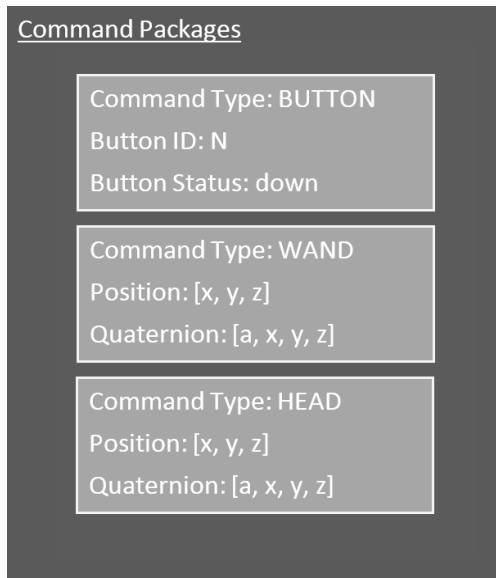 Command Packages
Command Type: BUTTON
Button ID: N
Button Status: down
Command Type: WAND
Position: [x, y, z]
Quaternion: [a, x, y, z]
Command Type: HEAD
Position: [x, y, z]
Quaternion: [a, x, y, z]